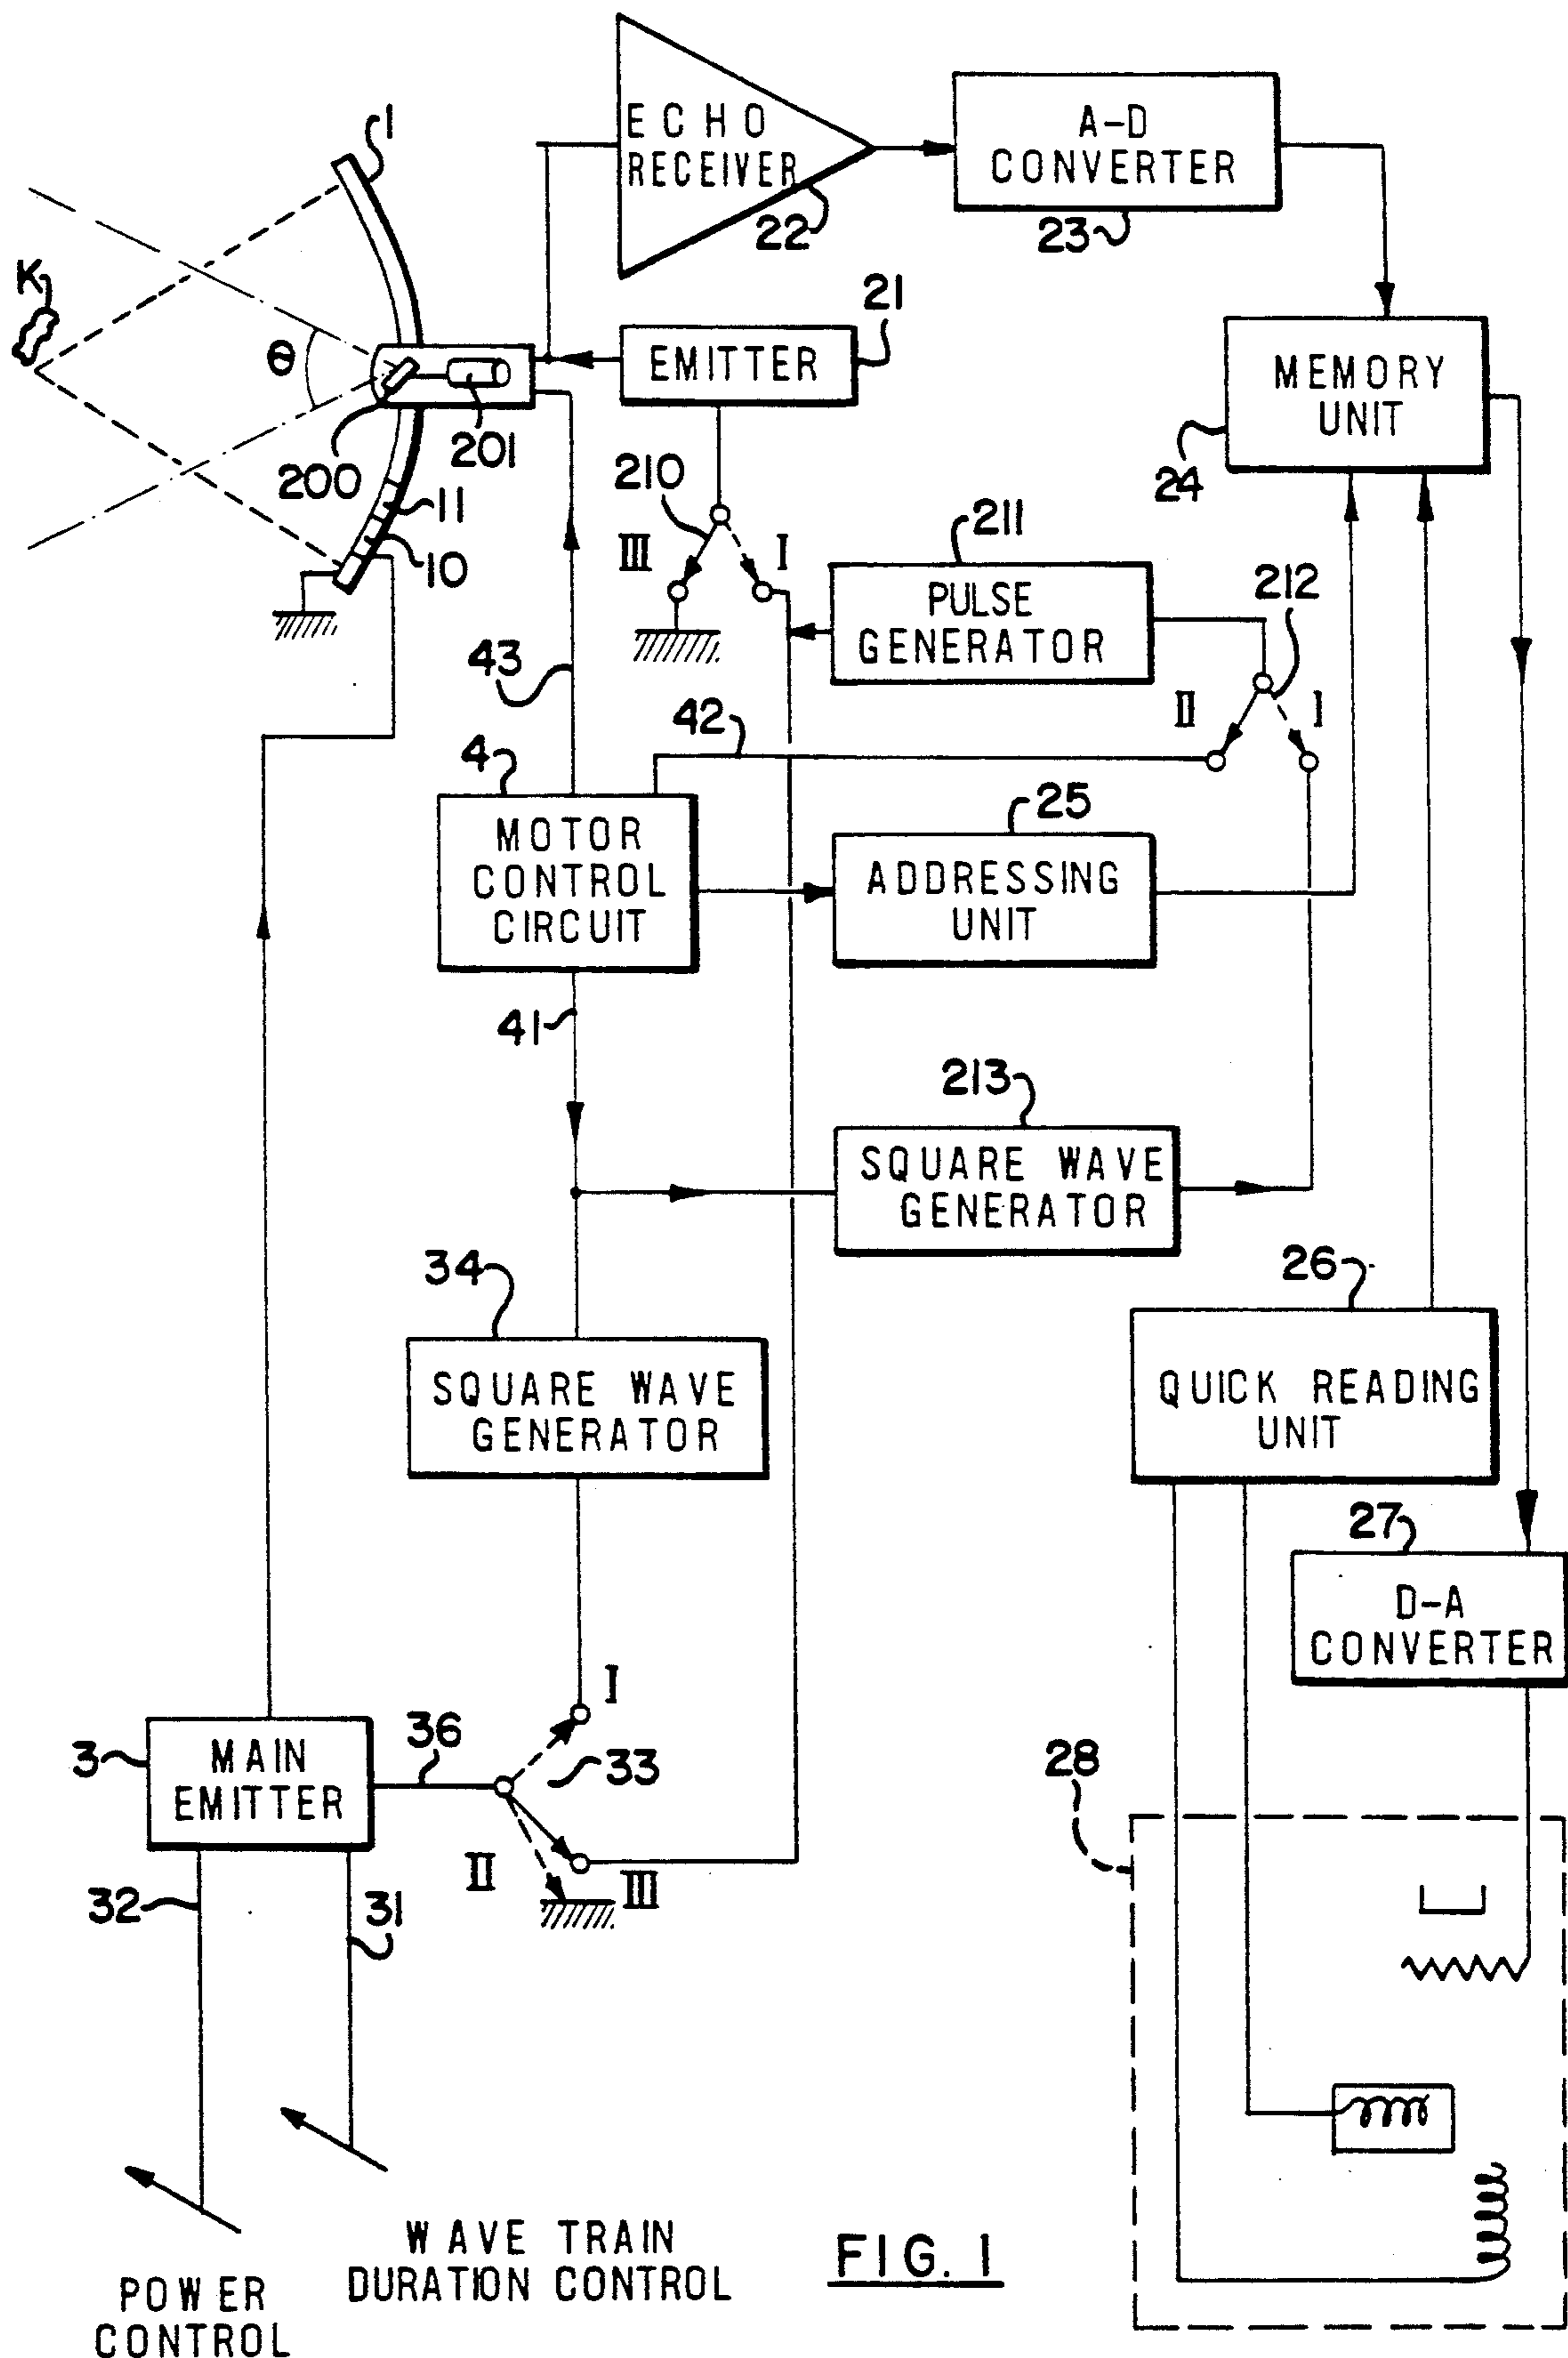 1
ECHO
RECEIVER
22
A-D
CONVERTER
23
K
θ
200
201
11
10
EMITTER
21
MEMORY
UNIT
24
210
III
I
211
PULSE
GENERATOR
212
II
I
43
42
4
MOTOR
CONTROL
CIRCUIT
25
ADDRESSING
UNIT
41
213
SQUARE WAVE
GENERATOR
34
SQUARE WAVE
GENERATOR
26
QUICK READING
UNIT
27
D-A
CONVERTER
3
MAIN
EMITTER
36
I
33
II
III
32
31
28
WAVE TRAIN
DURATION CONTROL
POWER
CONTROL
FIG. 1